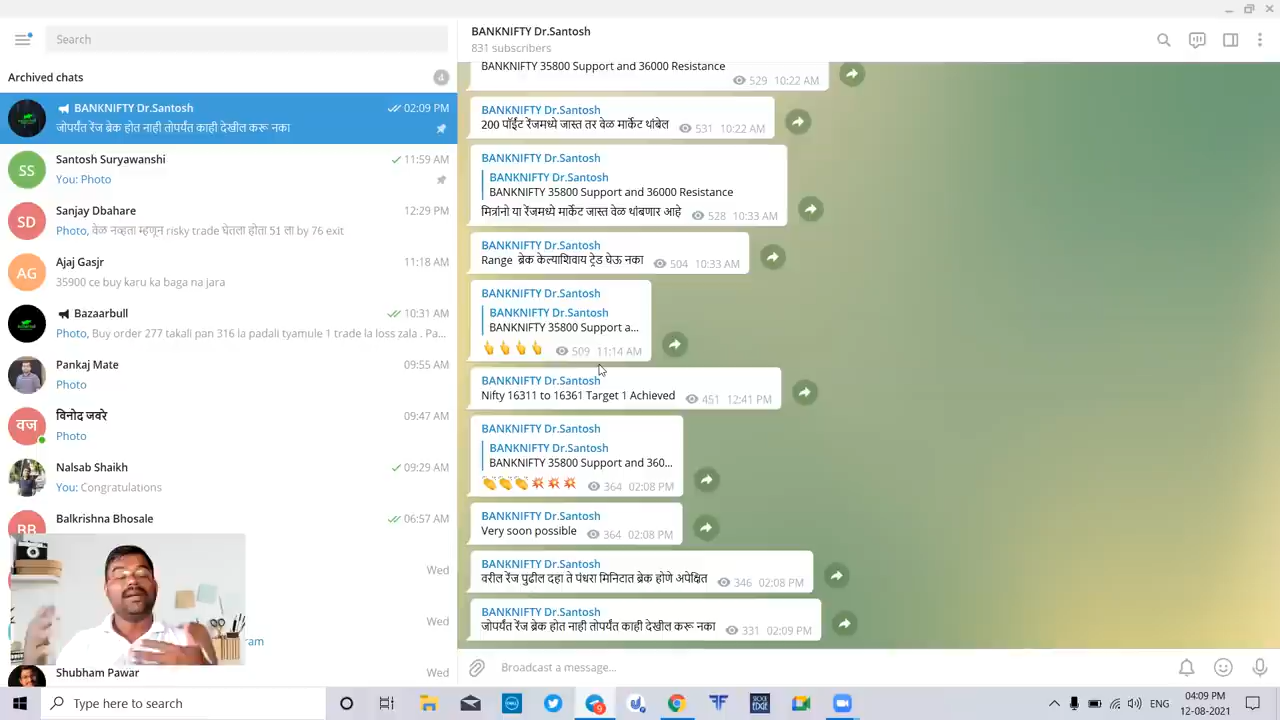 Search
Archived chats
4
BANKNIFTY Dr.Santosh
02:09 PM
जोपर्यंत रेंज ब्रेक होत नाही तोपर्यंत काही देखील करू नका
SS
Santosh Suryawanshi
11:59 AM
You: Photo
SD
Sanjay Dbahare
12:29 PM
Photo, वेळ नव्हता म्हणून risky trade घेतला होता 51 ला by 76 exit
AG
Ajaj Gasjr
11:18 AM
35900 ce buy karu ka baga na jara
Bazaarbull
10:31 AM
Photo, Buy order 277 takali pan 316 la padali tyamule 1 trade la loss zala . Pa...
Pankaj Mate
09:55 AM
Photo
वज
विनोद जवरे
09:47 AM
Photo
Nalsab Shaikh
09:29 AM
You: Congratulations
BB
Balkrishna Bhosale
06:57 AM
Wed
Wed
am
Shubham Pawar
Wed
BANKNIFTY Dr.Santosh
831 subscribers
BANKNIFTY 35800 Support and 36000 Resistance
529 10:22 AM
BANKNIFTY Dr.Santosh
200 पॉईंट रेंजमध्ये जास्त तर वेळ मार्केट थांबेल 531 10:22 AM
BANKNIFTY Dr.Santosh
BANKNIFTY Dr.Santosh
BANKNIFTY 35800 Support and 36000 Resistance
मित्रांनो या रेंजमध्ये मार्केट जास्त वेळ थांबणार आहे 528 10:33 AM
BANKNIFTY Dr.Santosh
Range ब्रेक केल्याशिवाय ट्रेड घेऊ नका 504 10:33 AM
BANKNIFTY Dr.Santosh
BANKNIFTY Dr.Santosh
BANKNIFTY 35800 Support a...
👆👆👆👆 509 11:14 AM
BANKNIFTY Dr.Santosh
Nifty 16311 to 16361 Target 1 Achieved 451 12:41 PM
BANKNIFTY Dr.Santosh
BANKNIFTY Dr.Santosh
BANKNIFTY 35800 Support and 360...
👏👏👏💥💥💥 364 02:08 PM
BANKNIFTY Dr.Santosh
Very soon possible 364 02:08 PM
BANKNIFTY Dr.Santosh
वरील रेंज पुढील दहा ते पंधरा मिनिटात ब्रेक होणे अपेक्षित 346 02:08 PM
BANKNIFTY Dr.Santosh
जोपर्यंत रेंज ब्रेक होत नाही तोपर्यंत काही देखील करू नका 331 02:09 PM
Broadcast a message...
Type here to search
9
ENG
04:09 PM
12-08-2021